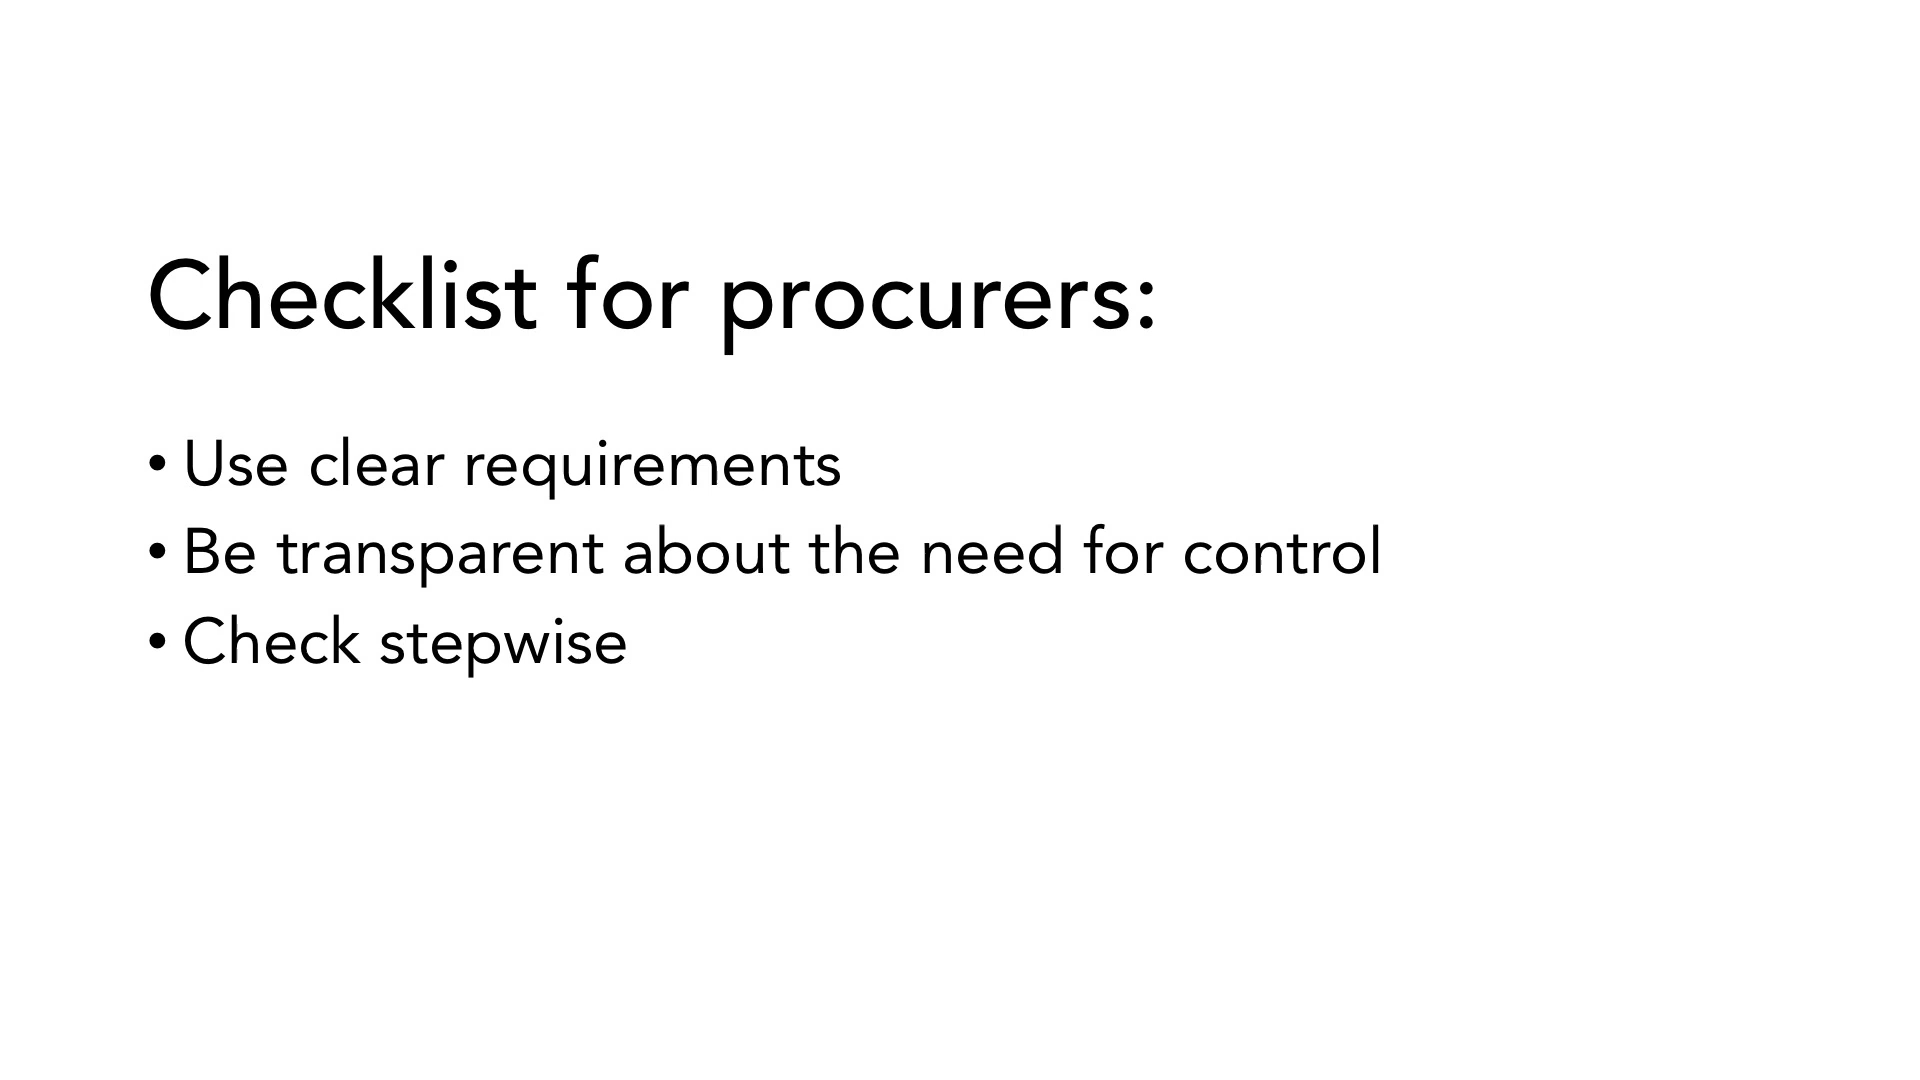 Checklist for procurers:
• Use clear requirements
• Be transparent about the need for control
• Check stepwise